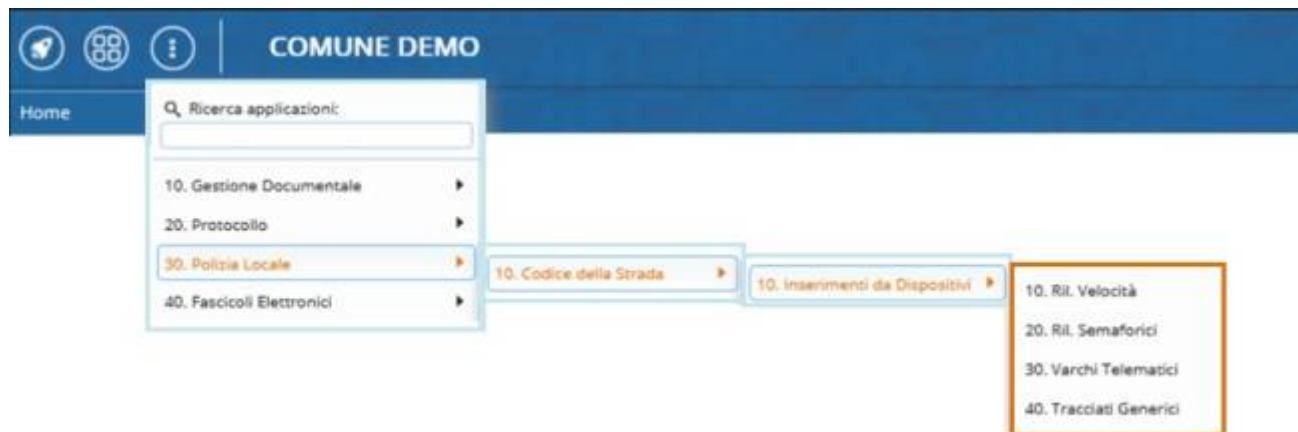 COMUNE DEMO
Home
Ricerca applicazioni:
10. Gestione Documentale
20. Protocollo
30. Polizia Locale
40. Fascicoli Elettronici
10. Codice della Strada
10. Inserimenti da Dispositivi
10. Ril. Velocità
20. Ril. Semaforici
30. Varchi Telematici
40. Tracciati Generici